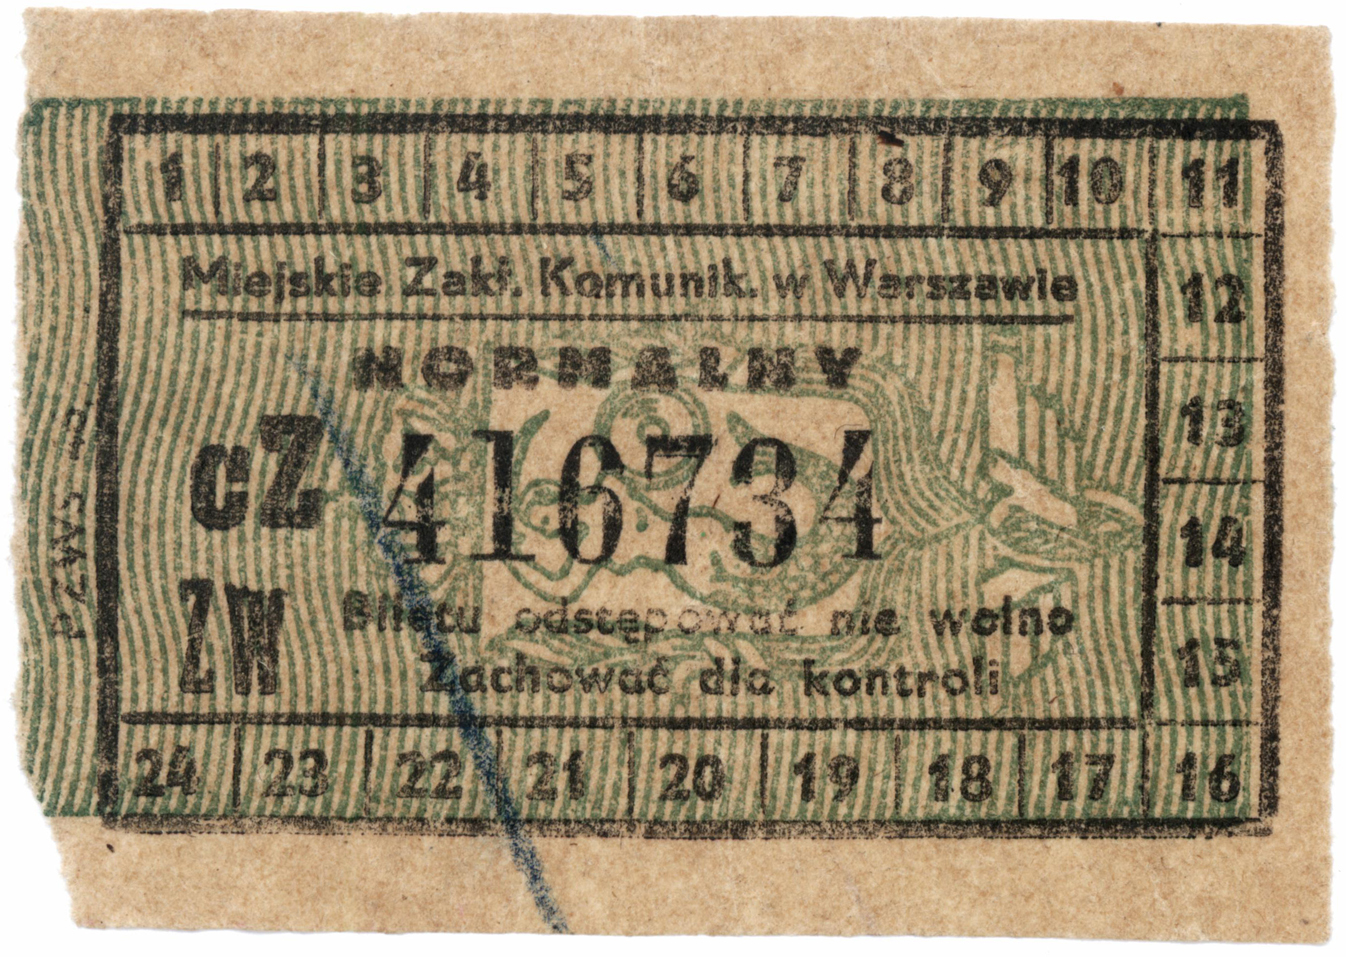 1 2 3 4 5 6 7 8 9 10 11
Miejskie Zakł. Komunik. w Warszawie
12
NORMALNY
13
cZ 416734
14
ZW Biletu odstępować nie wolno
15
Zachować dla kontroli
24 23 22 21 20 19 18 17 16
PZWS